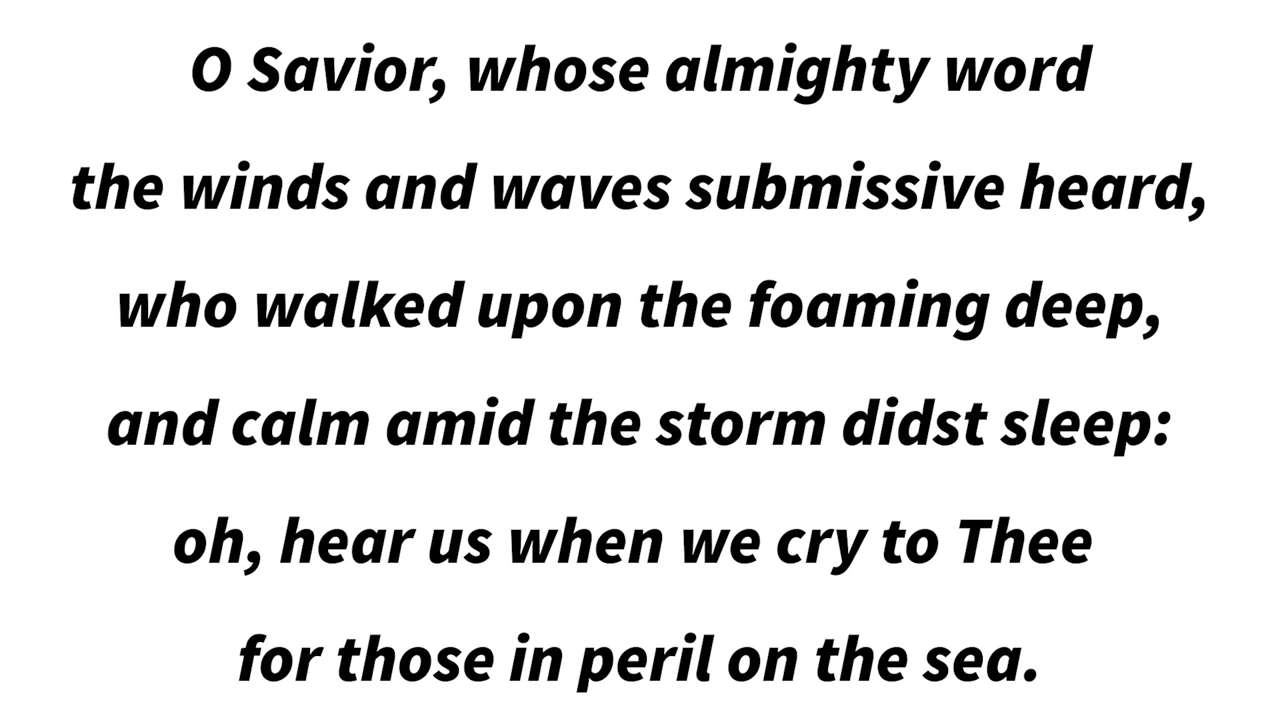 O Savior, whose almighty word
the winds and waves submissive heard,
who walked upon the foaming deep,
and calm amid the storm didst sleep:
oh, hear us when we cry to Thee
for those in peril on the sea.